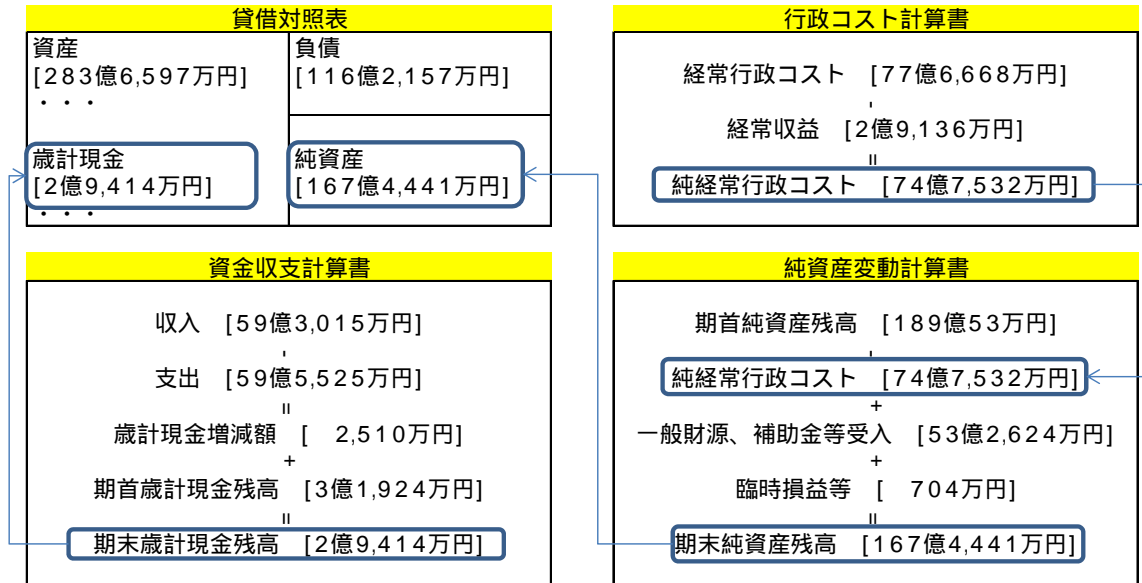 貸借対照表
資産
[283億6,597万円]
・・・
歳計現金
[2億9,414万円]
・・・
負債
[116億2,157万円]
純資産
[167億4,441万円]
行政コスト計算書
経常行政コスト [77億6,668万円]
-
経常収益 [2億9,136万円]
=
純経常行政コスト [74億7,532万円]
資金収支計算書
収入 [59億3,015万円]
-
支出 [59億5,525万円]
=
歳計現金増減額 [ 2,510万円]
+
期首歳計現金残高 [3億1,924万円]
=
期末歳計現金残高 [2億9,414万円]
純資産変動計算書
期首純資産残高 [189億53万円]
-
純経常行政コスト [74億7,532万円]
+
一般財源、補助金等受入 [53億2,624万円]
+
臨時損益等 [ 704万円]
=
期末純資産残高 [167億4,441万円]